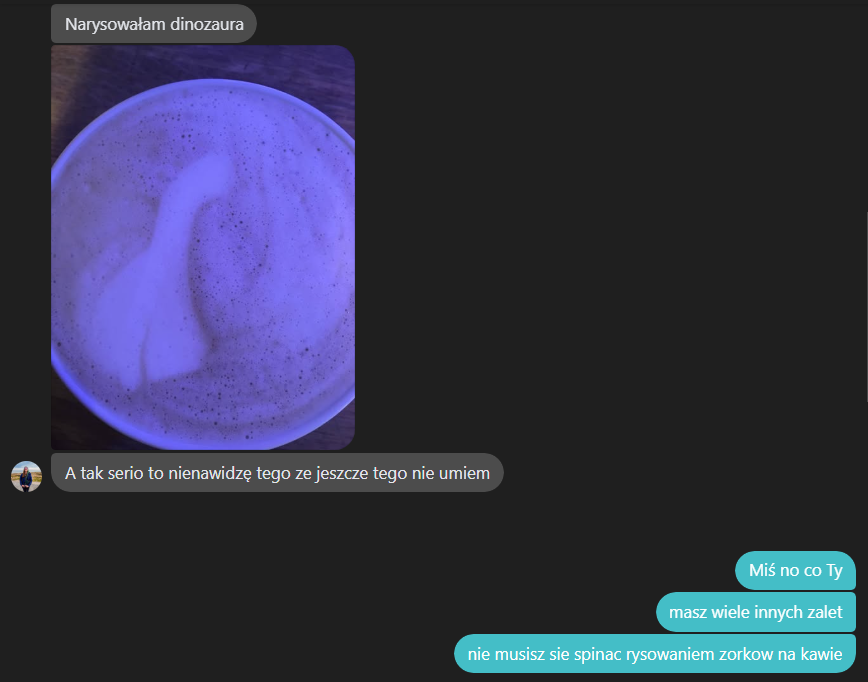 Narysowałam dinozaura
A tak serio to nienawidzę tego ze jeszcze tego nie umiem
Miś no co Ty
masz wiele innych zalet
nie musisz sie spinac rysowaniem zorkow na kawie